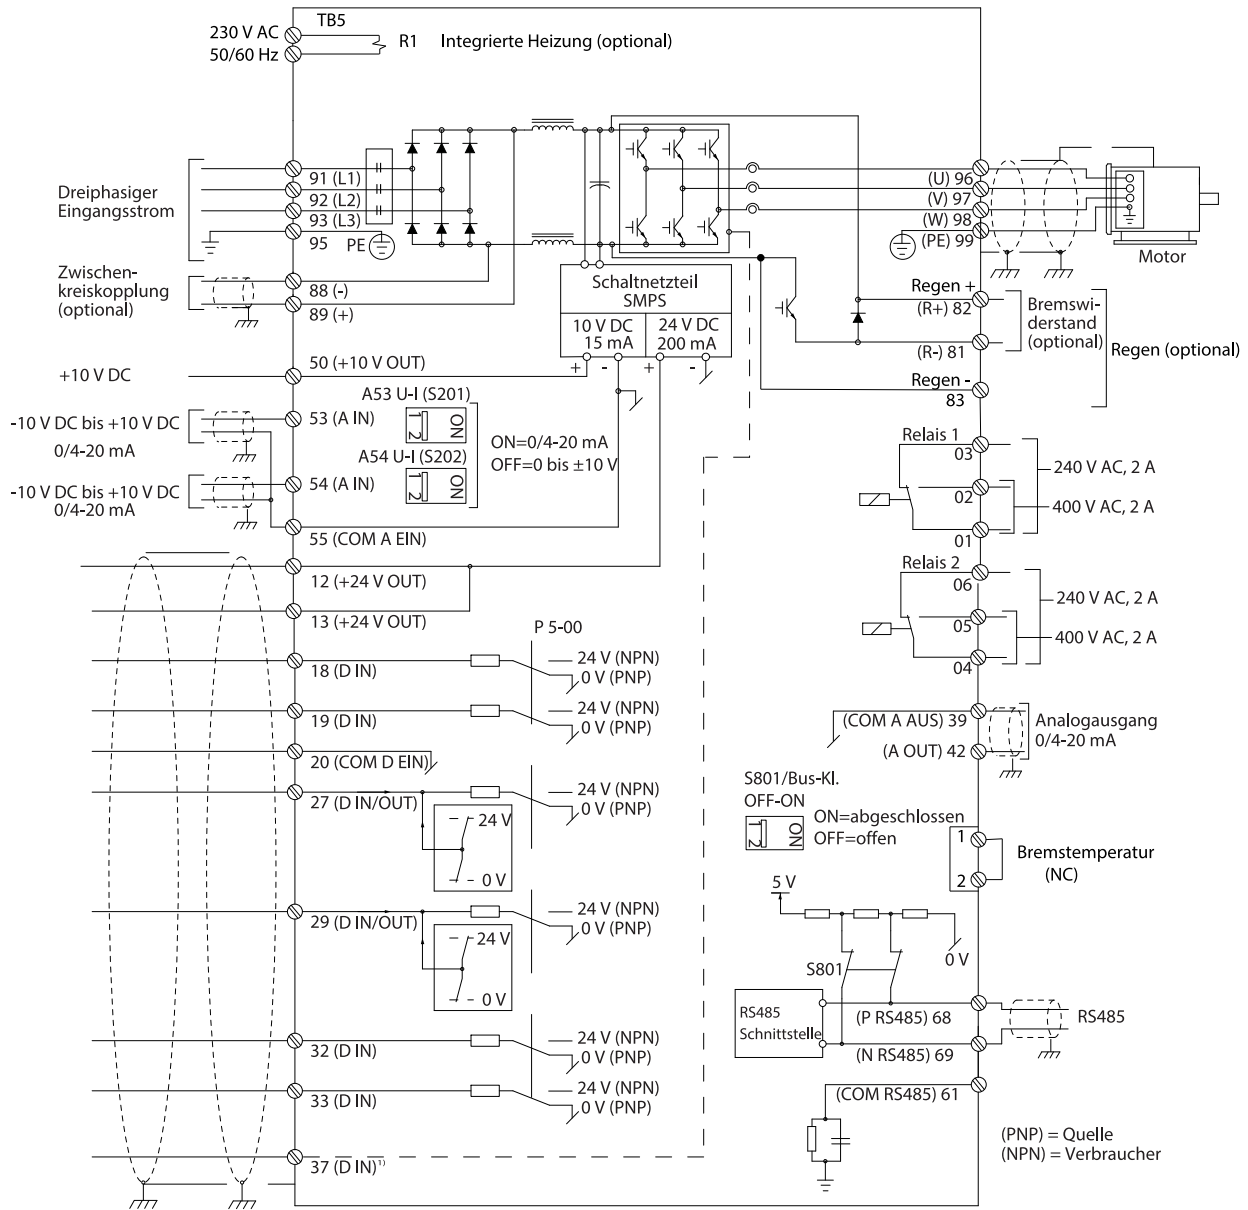 TB5
230 V AC
50/60 Hz
R1 Integrierte Heizung (optional)
Dreiphasiger
Eingangsstrom
91 (L1)
92 (L2)
93 (L3)
95 PE
Zwischen-
kreiskopplung
(optional)
88 (-)
89 (+)
Schaltnetzteil
SMPS
10 V DC
15 mA
24 V DC
200 mA
+ - + -
(U) 96
(V) 97
(W) 98
(PE) 99
Motor
Regen +
(R+) 82
Bremswi-
derstand
(optional)
(R-) 81
Regen (optional)
Regen -
83
+10 V DC
50 (+10 V OUT)
A53 U-I (S201)
1 2
ON
-10 V DC bis +10 V DC
0/4-20 mA
53 (A IN)
A54 U-I (S202)
1 2
ON
ON=0/4-20 mA
OFF=0 bis ±10 V
-10 V DC bis +10 V DC
0/4-20 mA
54 (A IN)
55 (COM A EIN)
12 (+24 V OUT)
13 (+24 V OUT)
Relais 1
03
02
01
240 V AC, 2 A
400 V AC, 2 A
Relais 2
06
05
04
240 V AC, 2 A
400 V AC, 2 A
P 5-00
18 (D IN)
24 V (NPN)
0 V (PNP)
19 (D IN)
24 V (NPN)
0 V (PNP)
20 (COM D EIN)
27 (D IN/OUT)
24 V (NPN)
0 V (PNP)
24 V
0 V
29 (D IN/OUT)
24 V (NPN)
0 V (PNP)
24 V
0 V
32 (D IN)
24 V (NPN)
0 V (PNP)
33 (D IN)
24 V (NPN)
0 V (PNP)
37 (D IN)¹⁾
(COM A AUS) 39
(A OUT) 42
Analogausgang
0/4-20 mA
S801/Bus-Kl.
OFF-ON
1 2
ON
ON=abgeschlossen
OFF=offen
1
2
Bremstemperatur
(NC)
5 V
0 V
S801
RS485
Schnittstelle
(P RS485) 68
(N RS485) 69
RS485
(COM RS485) 61
(PNP) = Quelle
(NPN) = Verbraucher